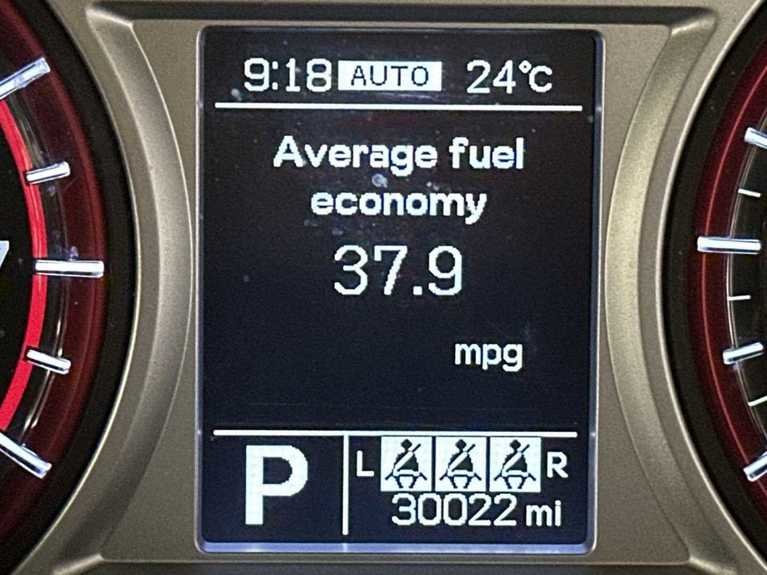 9:18 AUTO 24°C
Average fuel
economy
37.9
mpg
P
L R
30022 mi